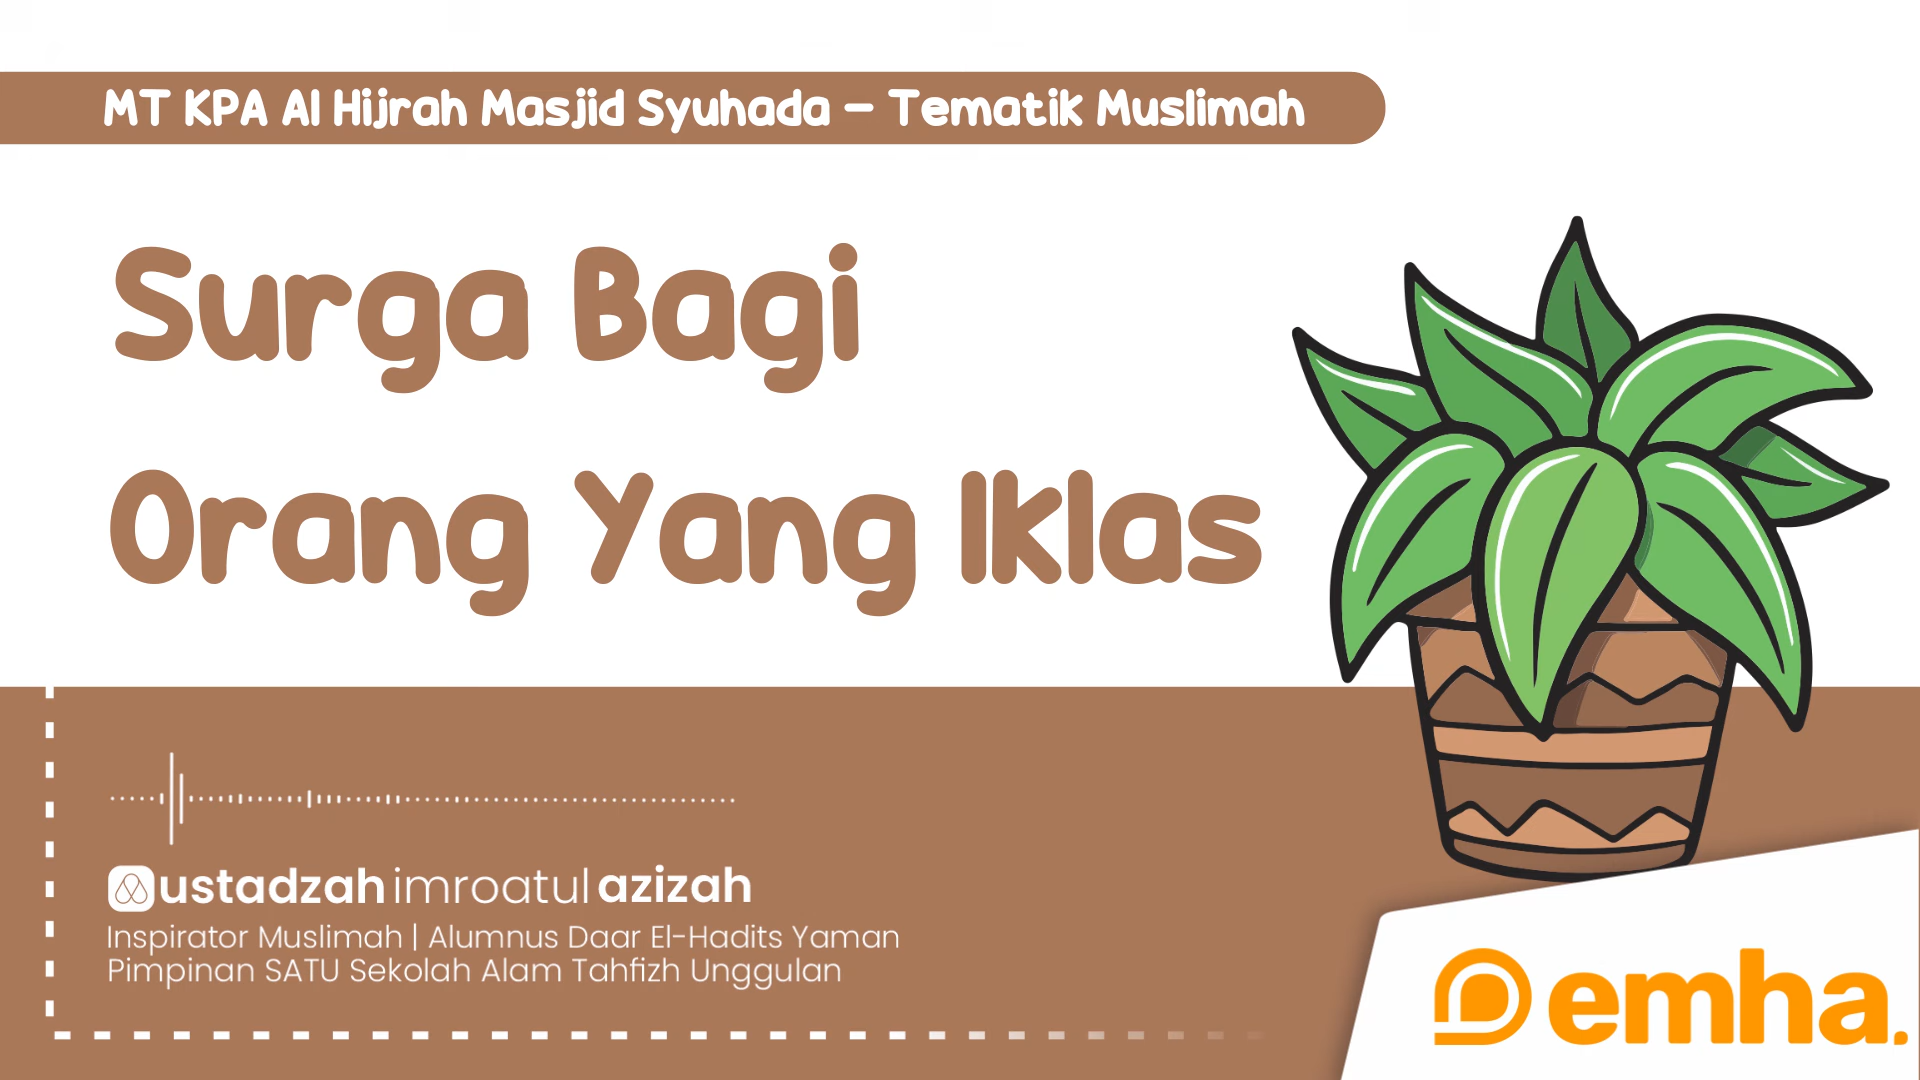 MT KPA Al Hijrah Masjid Syuhada – Tematik Muslimah
Surga Bagi
Orang Yang Iklas
ustadzah imroatul azizah
Inspirator Muslimah | Alumnus Daar El-Hadits Yaman
Pimpinan SATU Sekolah Alam Tahfizh Unggulan
emha.